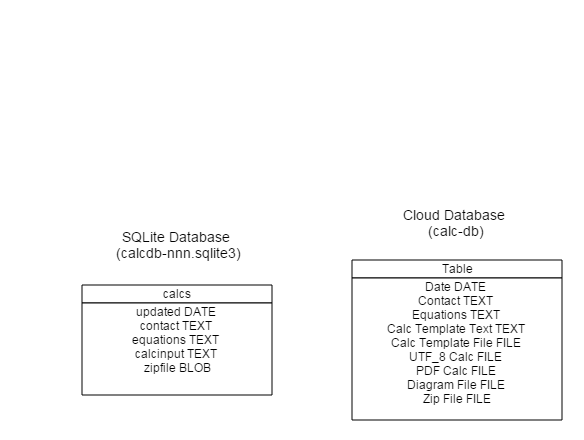 SQLite Database
(calcdb-nnn.sqlite3)
calcs
updated DATE
contact TEXT
equations TEXT
calcinput TEXT
zipfile BLOB
Cloud Database
(calc-db)
Table
Date DATE
Contact TEXT
Equations TEXT
Calc Template Text TEXT
Calc Template File FILE
UTF_8 Calc FILE
PDF Calc FILE
Diagram File FILE
Zip File FILE